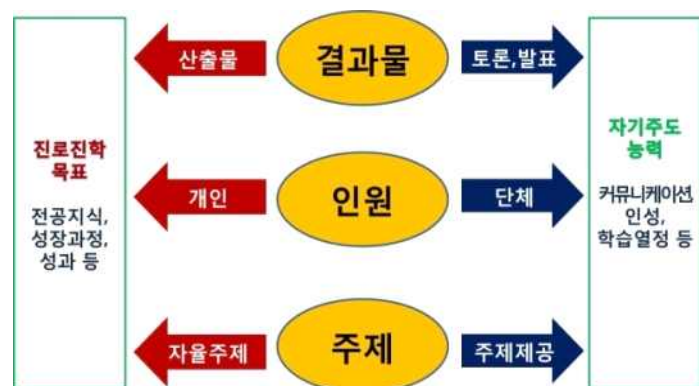 산출물
결과물
토론,발표
진로진학
목표
전공지식,
성장과정,
성과 등
개인
인원
단체
자기주도
능력
커뮤니케이션,
인성,
학습열정 등
자율주제
주제
주제제공